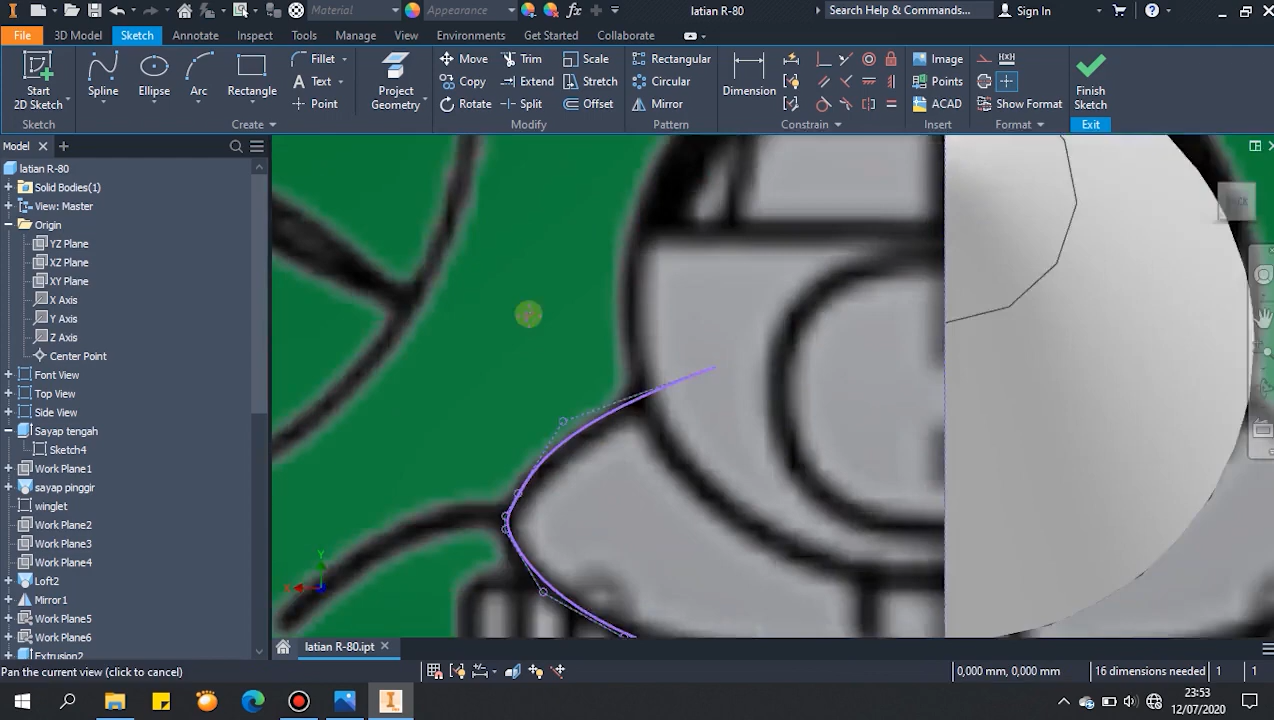 Material
Appearance
latian R-80
Search Help & Commands...
Sign In
File
3D Model
Sketch
Annotate
Inspect
Tools
Manage
View
Environments
Get Started
Collaborate
Start
2D Sketch
Spline
Ellipse
Arc
Rectangle
Fillet
Text
Point
Project
Geometry
Move
Trim
Scale
Copy
Extend
Stretch
Rotate
Split
Offset
Rectangular
Circular
Mirror
Dimension
Image
Points
ACAD
Show Format
Finish
Sketch
Sketch
Create
Modify
Pattern
Constrain
Insert
Format
Exit
Model
latian R-80
Solid Bodies(1)
View: Master
Origin
YZ Plane
XZ Plane
XY Plane
X Axis
Y Axis
Z Axis
Center Point
Font View
Top View
Side View
Sayap tengah
Sketch4
Work Plane1
sayap pinggir
winglet
Work Plane2
Work Plane3
Work Plane4
Loft2
Mirror1
Work Plane5
Work Plane6
Extrusion2
Y
X
latian R-80.ipt
Pan the current view (click to cancel)
0,000 mm, 0,000 mm
16 dimensions needed
1
1
23:53
12/07/2020